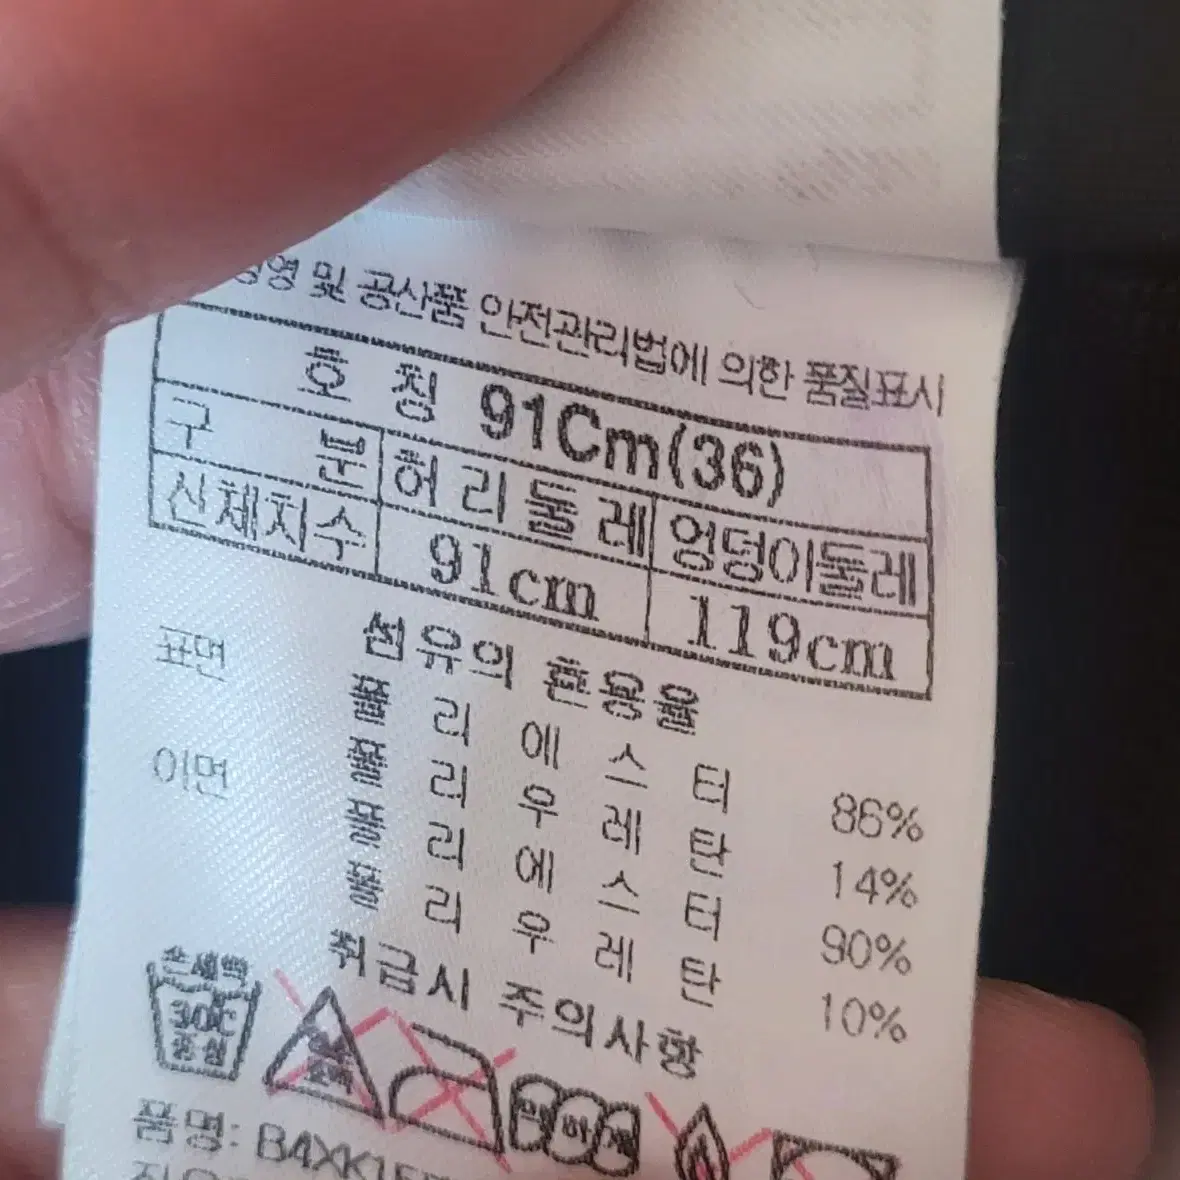 및 공산품 안전관리법에 의한 품질표시
호 칭 91Cm(36)
구 분 허리둘레 엉덩이둘레
신체치수 91cm 119cm
섬유의 혼용율
표면 폴리에스터 86%
폴리우레탄 14%
이면 폴리에스터 90%
폴리우레탄 10%
취급시 주의사항
손세탁
30℃
중성
품명: B4XK1